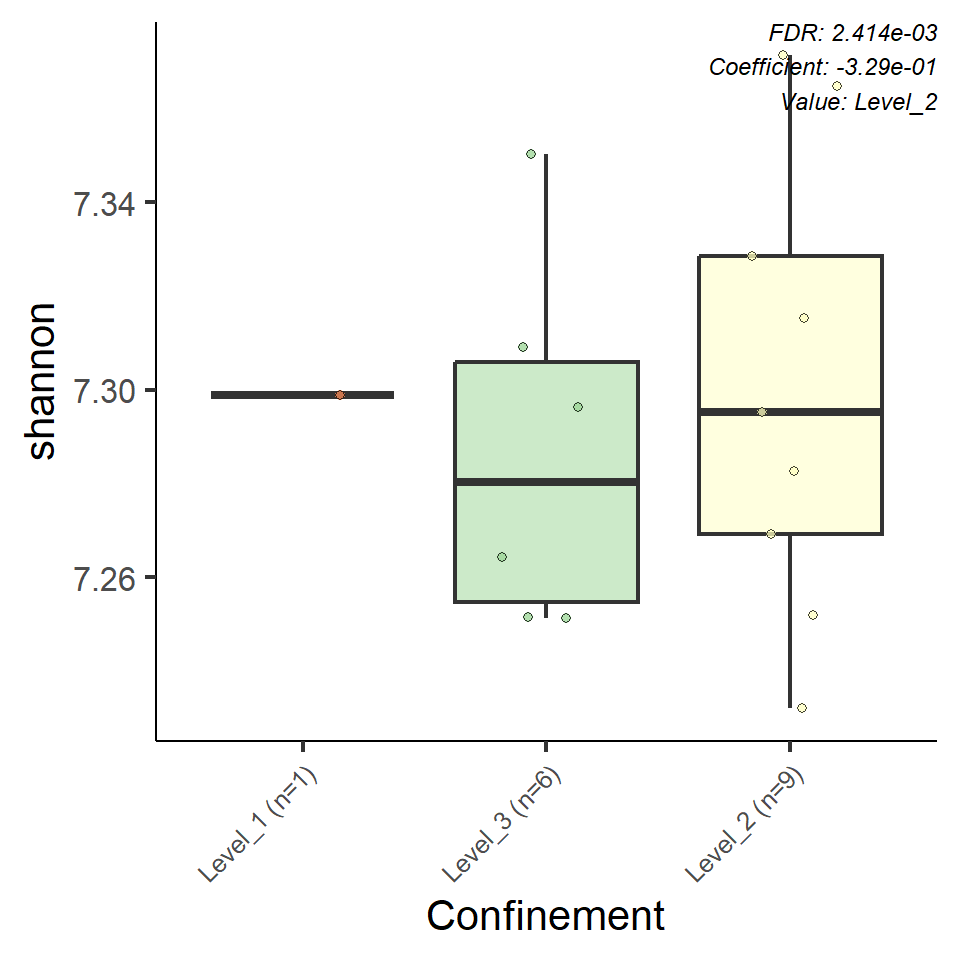 FDR: 2.414e-03
Coefficient: -3.29e-01
Value: Level_2
7.34
7.30
7.26
shannon
Level_1 (n=1)
Level_3 (n=6)
Level_2 (n=9)
Confinement